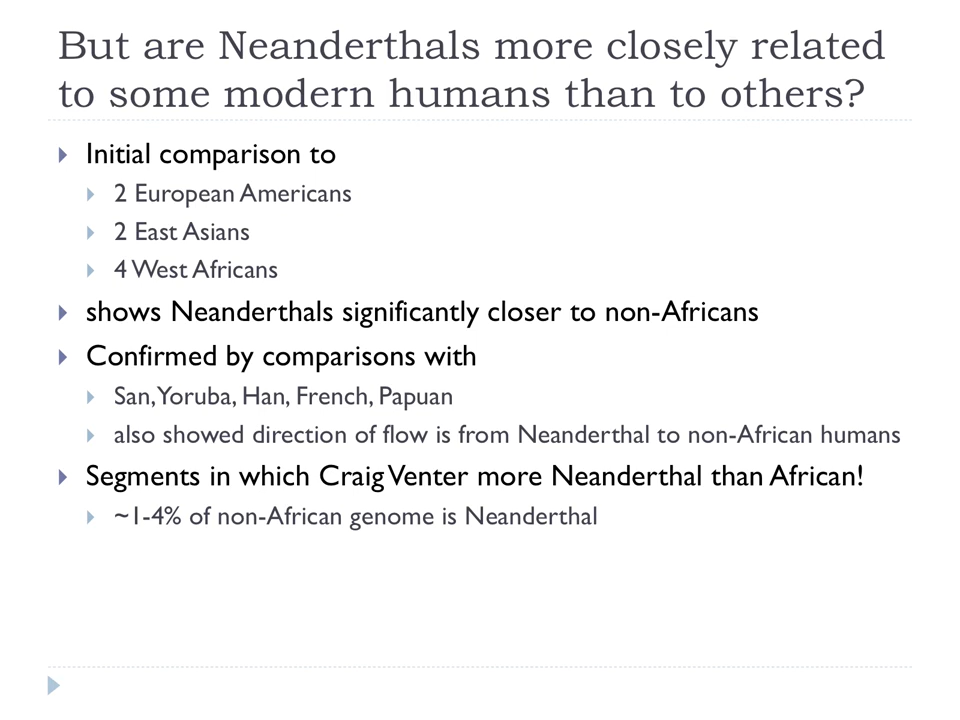 But are Neanderthals more closely related
to some modern humans than to others?
Initial comparison to
2 European Americans
2 East Asians
4 West Africans
shows Neanderthals significantly closer to non-Africans
Confirmed by comparisons with
San, Yoruba, Han, French, Papuan
also showed direction of flow is from Neanderthal to non-African humans
Segments in which Craig Venter more Neanderthal than African!
~1-4% of non-African genome is Neanderthal